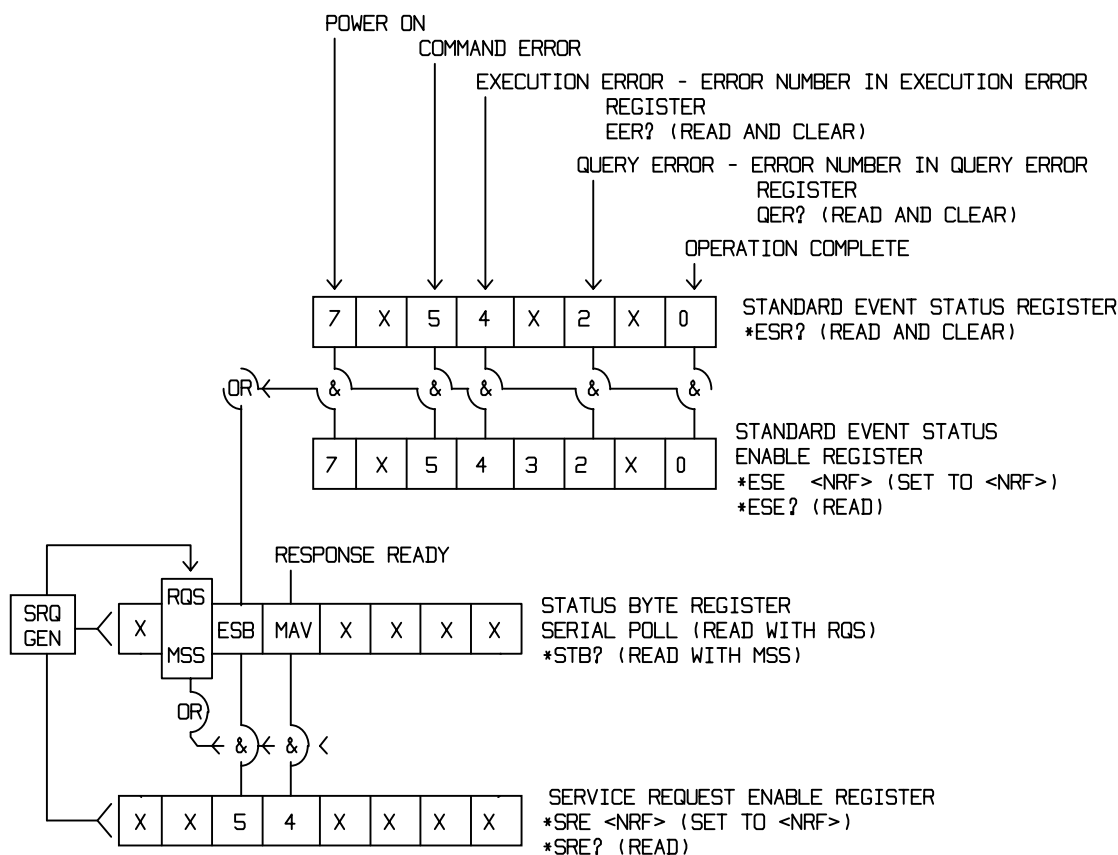 POWER ON
COMMAND ERROR
EXECUTION ERROR - ERROR NUMBER IN EXECUTION ERROR
REGISTER
EER? (READ AND CLEAR)
QUERY ERROR - ERROR NUMBER IN QUERY ERROR
REGISTER
QER? (READ AND CLEAR)
OPERATION COMPLETE
7 X 5 4 X 2 X 0
STANDARD EVENT STATUS REGISTER
*ESR? (READ AND CLEAR)
OR & & & & &
7 X 5 4 3 2 X 0
STANDARD EVENT STATUS
ENABLE REGISTER
*ESE <NRF> (SET TO <NRF>)
*ESE? (READ)
RESPONSE READY
SRQ
GEN
X RQS MSS ESB MAV X X X X
STATUS BYTE REGISTER
SERIAL POLL (READ WITH RQS)
*STB? (READ WITH MSS)
OR
& &
X X 5 4 X X X X
SERVICE REQUEST ENABLE REGISTER
*SRE <NRF> (SET TO <NRF>)
*SRE? (READ)